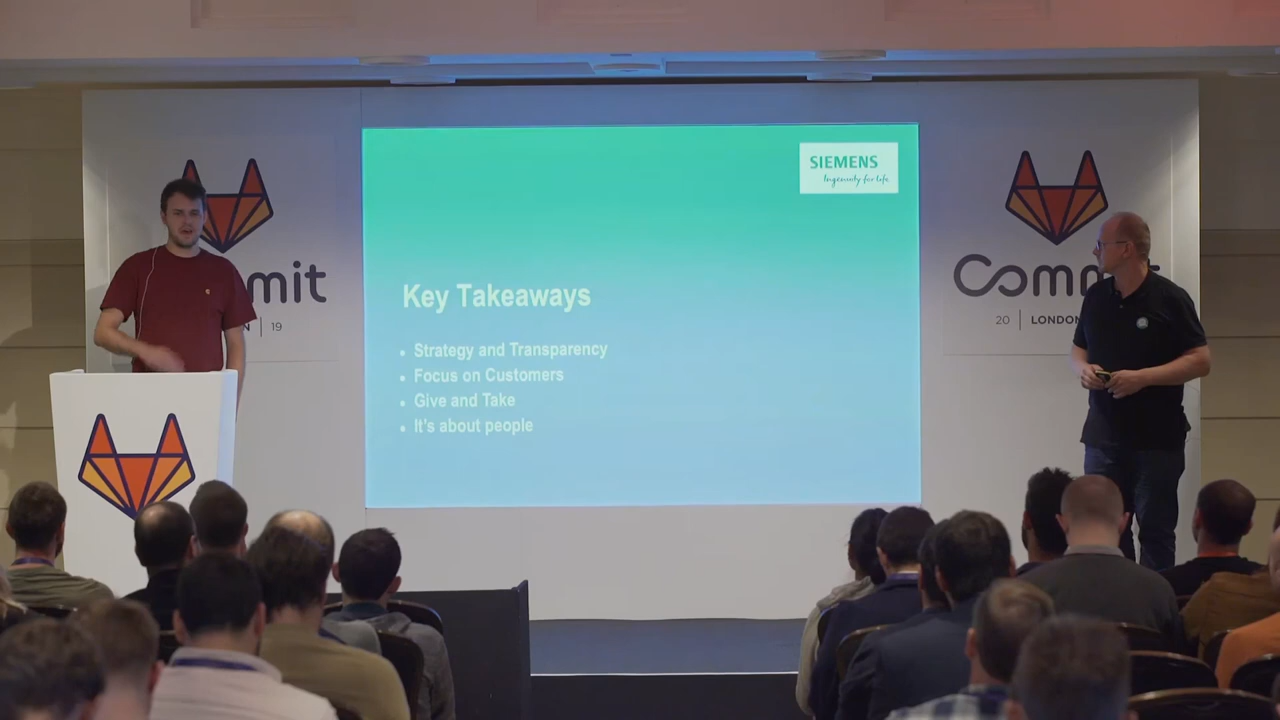 SIEMENS
Ingenuity for life
mmit
N | 19
Comm t
20 | LONDON
Key Takeaways
• Strategy and Transparency
• Focus on Customers
• Give and Take
• It's about people